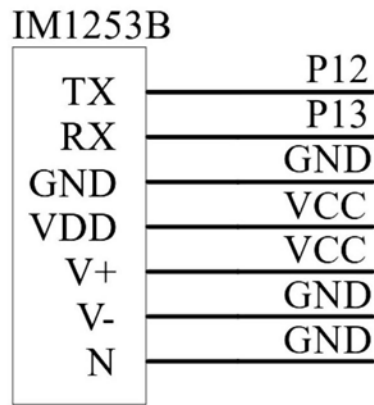 IM1253B
TX P12
RX P13
GND GND
VDD VCC
V+ VCC
V- GND
N GND